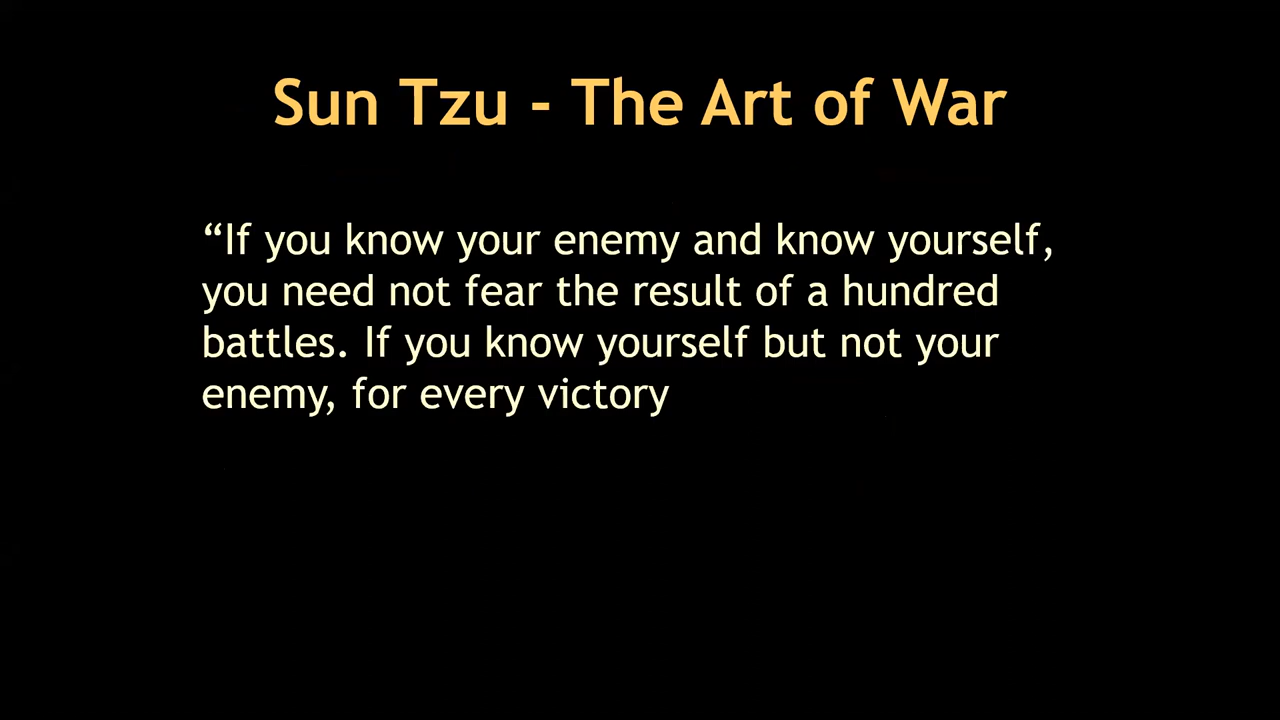 Sun Tzu - The Art of War
“If you know your enemy and know yourself,
you need not fear the result of a hundred
battles. If you know yourself but not your
enemy, for every victory